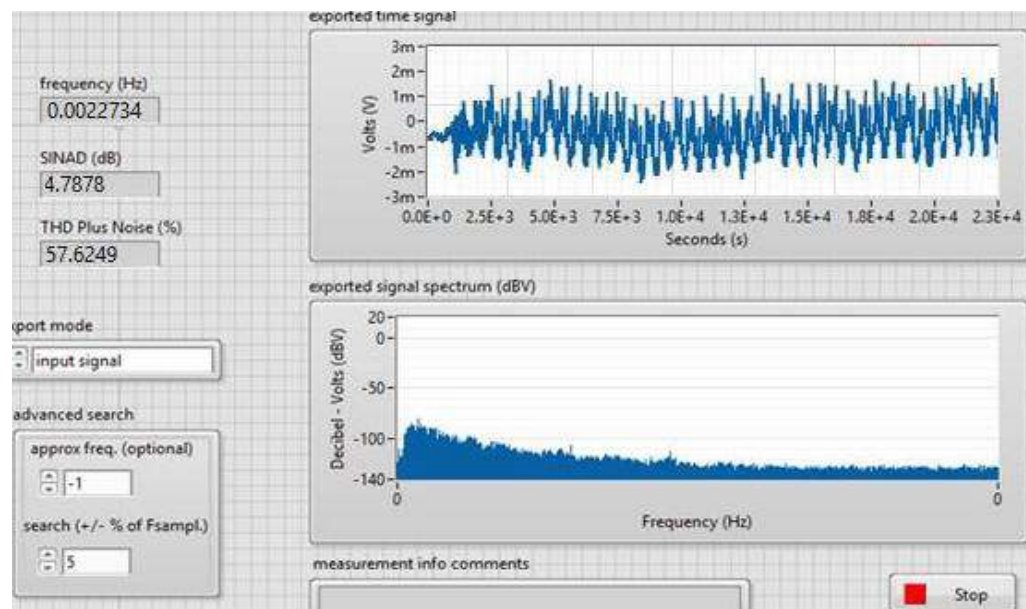 exported time signal
3m
2m
1m
0
-1m
-2m
-3m
Volts (V)
0.0E+0 2.5E+3 5.0E+3 7.5E+3 1.0E+4 1.3E+4 1.5E+4 1.8E+4 2.0E+4 2.3E+4
Seconds (s)
frequency (Hz)
0.0022734
SINAD (dB)
4.7878
THD Plus Noise (%)
57.6249
exported signal spectrum (dBV)
20
0
-50
-100
-140
Decibel - Volts (dBV)
0 0
Frequency (Hz)
port mode
input signal
advanced search
approx freq. (optional)
-1
search (+/- % of Fsampl.)
5
measurement info comments
Stop